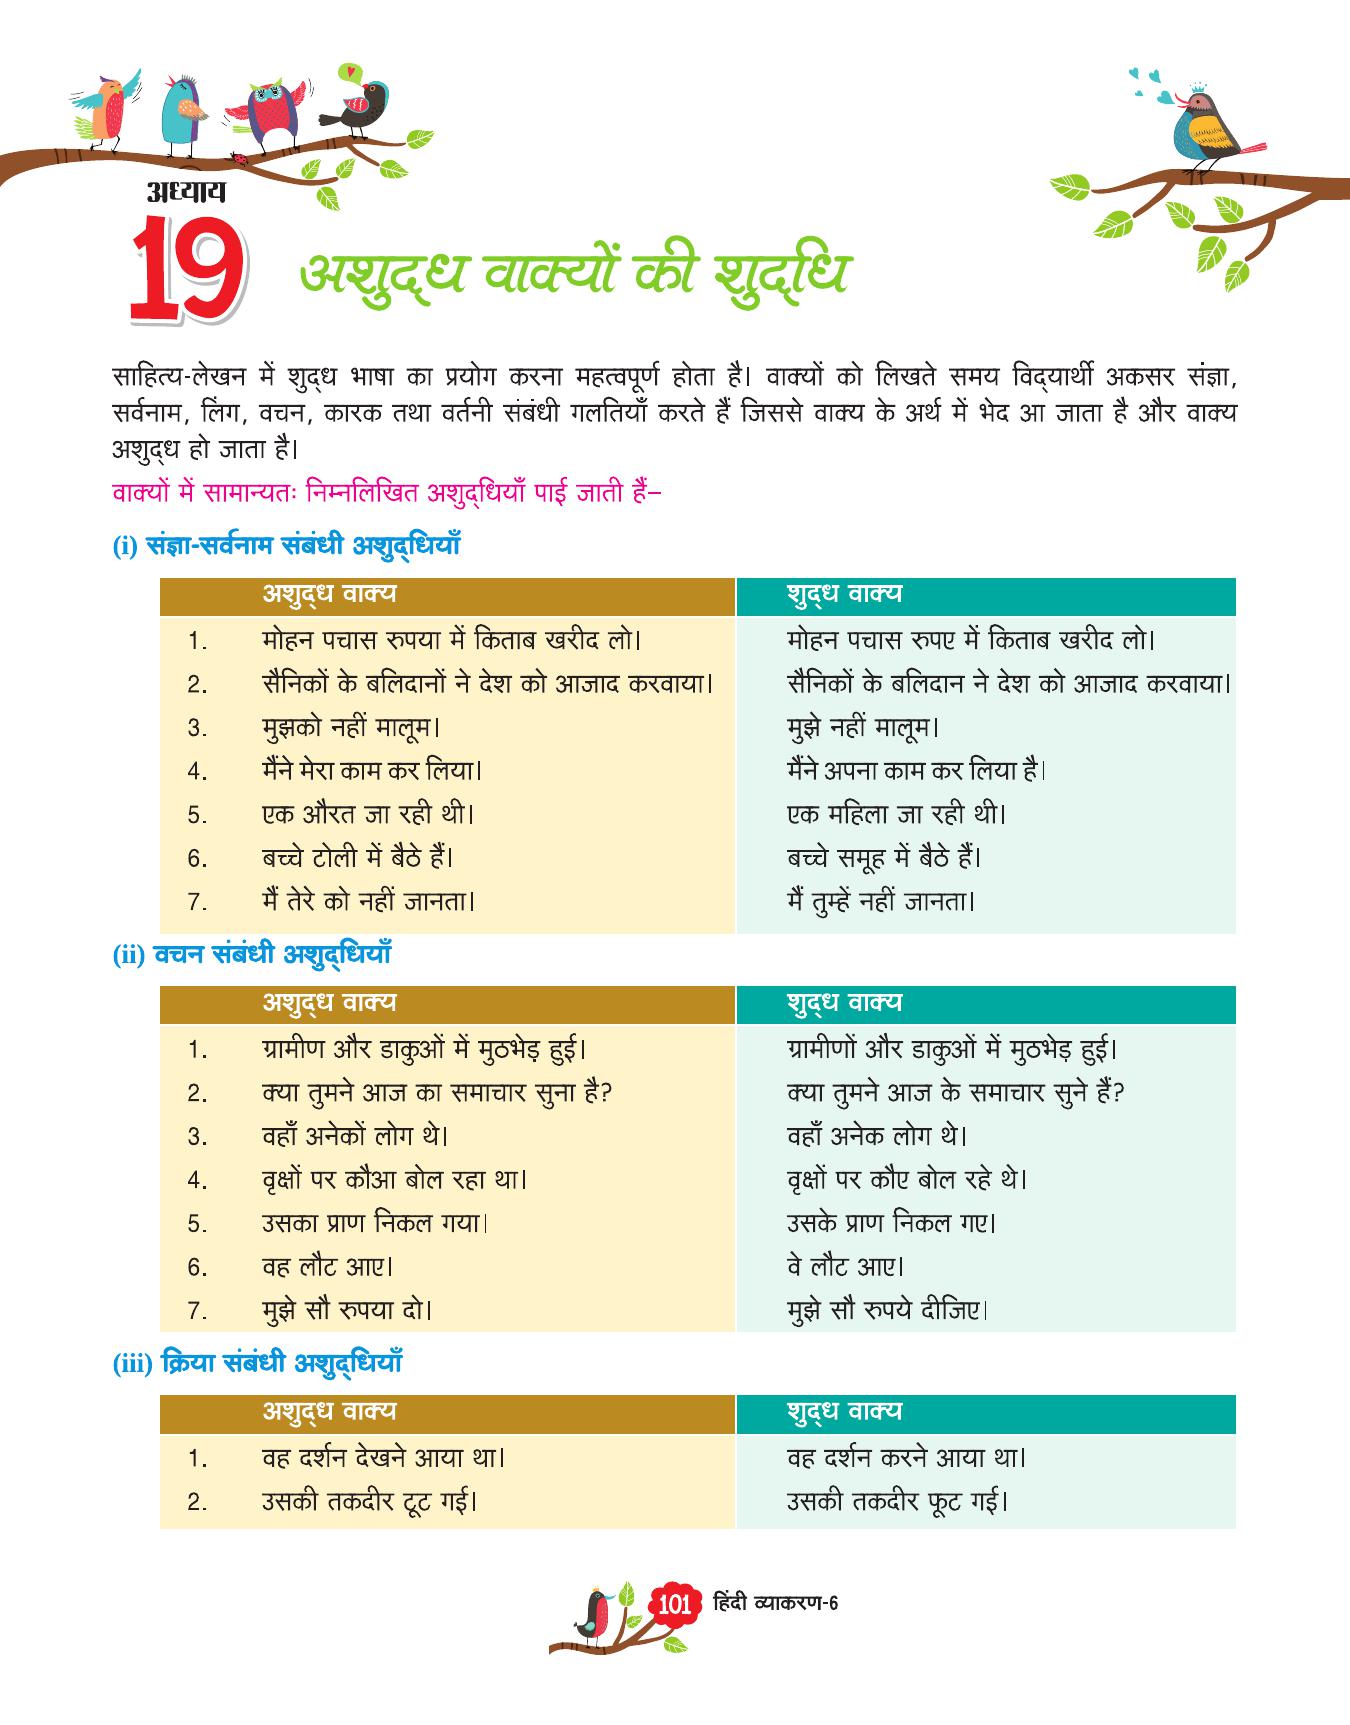 अध्याय
19
अशुद्ध वाक्यों की शुद्धि
साहित्य-लेखन में शुद्ध भाषा का प्रयोग करना महत्वपूर्ण होता है। वाक्यों को लिखते समय विद्यार्थी अकसर संज्ञा,
सर्वनाम, लिंग, वचन, कारक तथा वर्तनी संबंधी गलतियाँ करते हैं जिससे वाक्य के अर्थ में भेद आ जाता है और वाक्य
अशुद्ध हो जाता है।
वाक्यों में सामान्यतः निम्नलिखित अशुद्धियाँ पाई जाती हैं–
(i) संज्ञा-सर्वनाम संबंधी अशुद्धियाँ
अशुद्ध वाक्य शुद्ध वाक्य
1. मोहन पचास रुपया में किताब खरीद लो। मोहन पचास रुपए में किताब खरीद लो।
2. सैनिकों के बलिदानों ने देश को आजाद करवाया। सैनिकों के बलिदान ने देश को आजाद करवाया।
3. मुझको नहीं मालूम। मुझे नहीं मालूम।
4. मैंने मेरा काम कर लिया। मैंने अपना काम कर लिया है।
5. एक औरत जा रही थी। एक महिला जा रही थी।
6. बच्चे टोली में बैठे हैं। बच्चे समूह में बैठे हैं।
7. मैं तेरे को नहीं जानता। मैं तुम्हें नहीं जानता।
(ii) वचन संबंधी अशुद्धियाँ
अशुद्ध वाक्य शुद्ध वाक्य
1. ग्रामीण और डाकुओं में मुठभेड़ हुई। ग्रामीणों और डाकुओं में मुठभेड़ हुई।
2. क्या तुमने आज का समाचार सुना है? क्या तुमने आज के समाचार सुने हैं?
3. वहाँ अनेकों लोग थे। वहाँ अनेक लोग थे।
4. वृक्षों पर कौआ बोल रहा था। वृक्षों पर कौए बोल रहे थे।
5. उसका प्राण निकल गया। उसके प्राण निकल गए।
6. वह लौट आए। वे लौट आए।
7. मुझे सौ रुपया दो। मुझे सौ रुपये दीजिए।
(iii) क्रिया संबंधी अशुद्धियाँ
अशुद्ध वाक्य शुद्ध वाक्य
1. वह दर्शन देखने आया था। वह दर्शन करने आया था।
2. उसकी तकदीर टूट गई। उसकी तकदीर फूट गई।
101 हिंदी व्याकरण-6